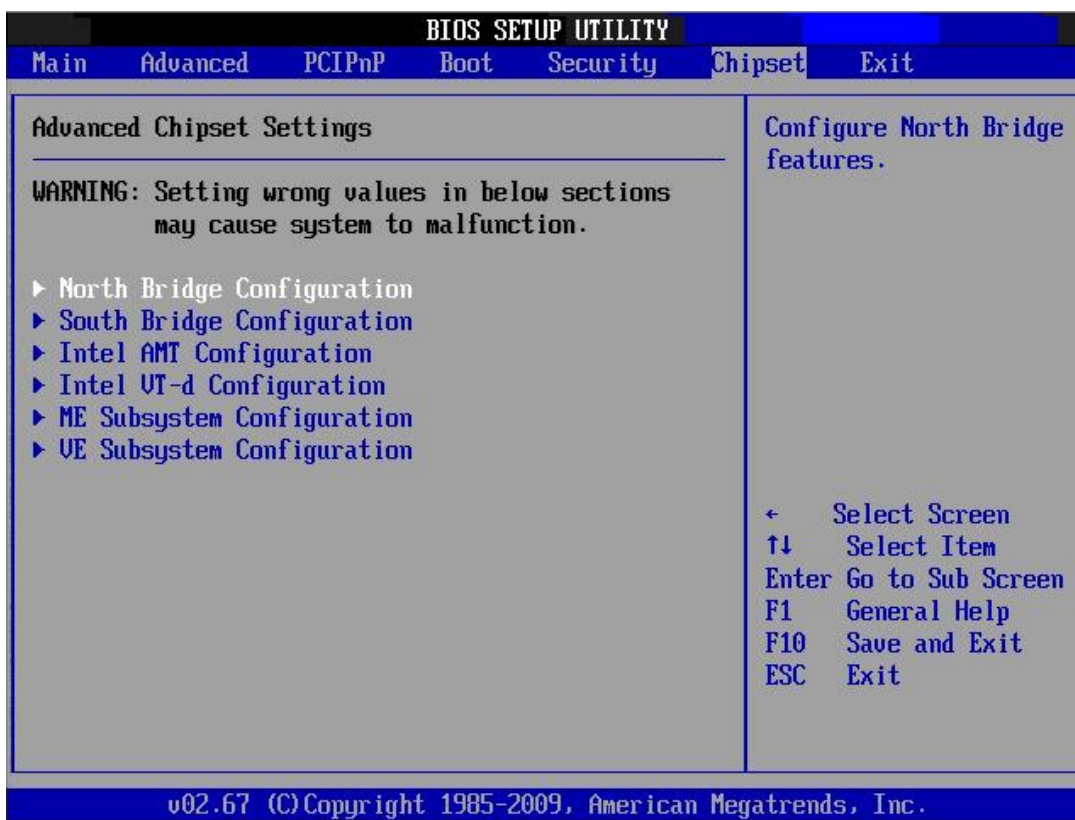 BIOS SETUP UTILITY
Main Advanced PCIPnP Boot Security Chipset Exit
Advanced Chipset Settings
WARNING: Setting wrong values in below sections
may cause system to malfunction.
▶ North Bridge Configuration
▶ South Bridge Configuration
▶ Intel AMT Configuration
▶ Intel VT-d Configuration
▶ ME Subsystem Configuration
▶ VE Subsystem Configuration
Configure North Bridge
features.
← Select Screen
↑↓ Select Item
Enter Go to Sub Screen
F1 General Help
F10 Save and Exit
ESC Exit
v02.67 (C)Copyright 1985-2009, American Megatrends, Inc.